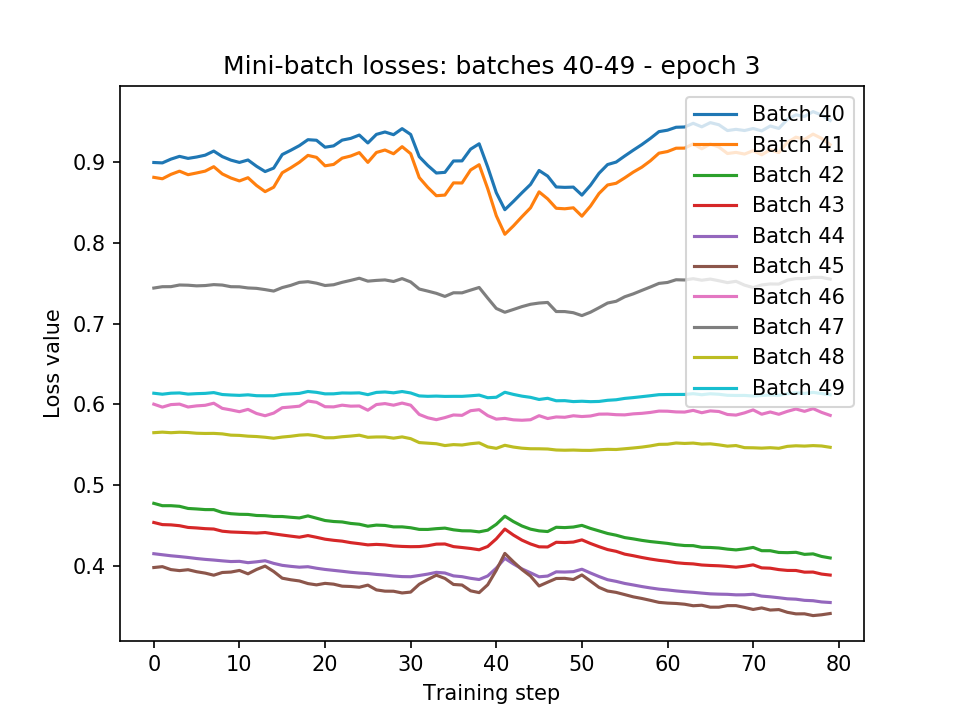 Mini-batch losses: batches 40-49 - epoch 3
Batch 40
Batch 41
Batch 42
Batch 43
Batch 44
Batch 45
Batch 46
Batch 47
Batch 48
Batch 49
Loss value
0.9
0.8
0.7
0.6
0.5
0.4
0 10 20 30 40 50 60 70 80
Training step